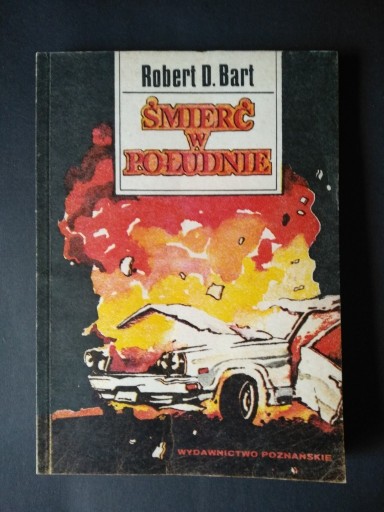 Robert D. Bart
ŚMIERĆ
W
POŁUDNIE
WYDAWNICTWO POZNAŃSKIE